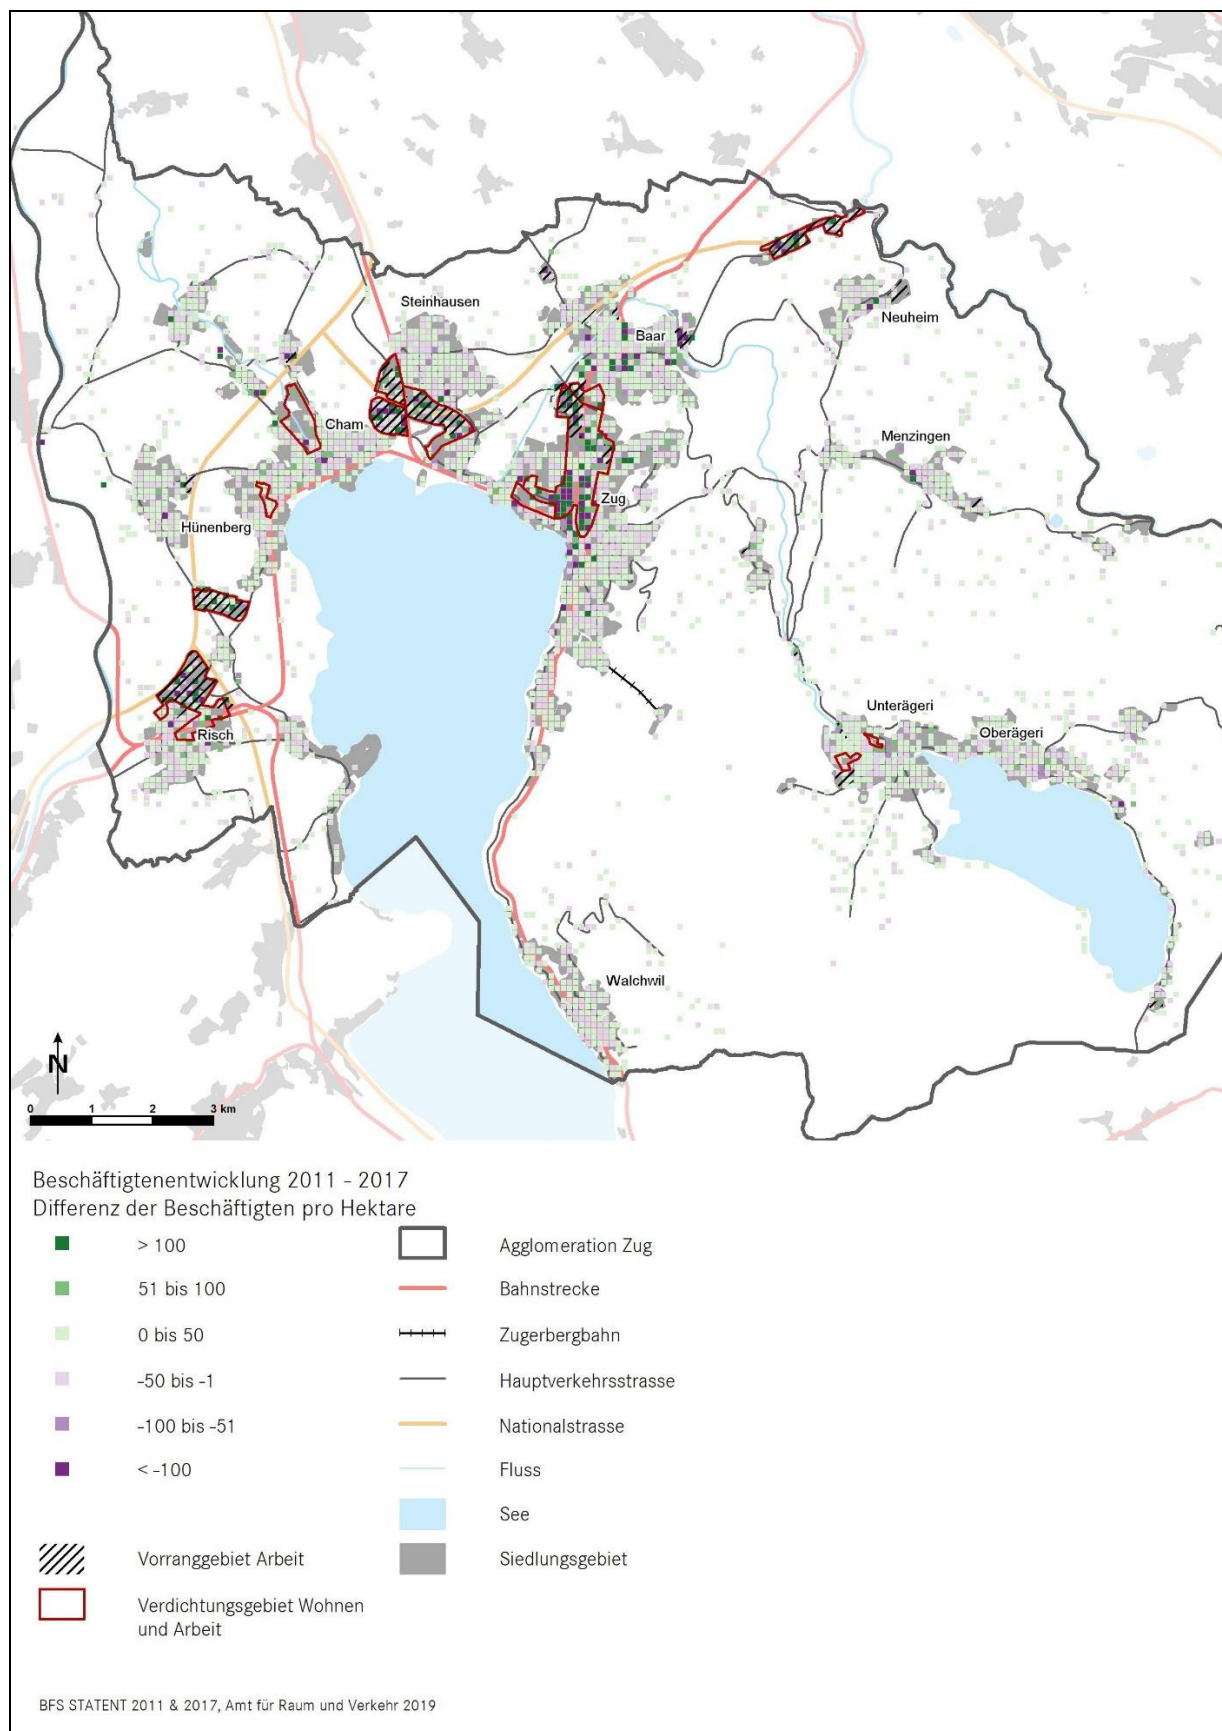 Steinhausen
Baar
Neuheim
Cham
Menzingen
Zug
Hünenberg
Unterägeri
Oberägeri
Risch
Walchwil
N
0 1 2 3 km
Beschäftigtenentwicklung 2011 - 2017
Differenz der Beschäftigten pro Hektare
> 100
51 bis 100
0 bis 50
-50 bis -1
-100 bis -51
< -100
Vorranggebiet Arbeit
Verdichtungsgebiet Wohnen
und Arbeit
Agglomeration Zug
Bahnstrecke
Zugerbergbahn
Hauptverkehrsstrasse
Nationalstrasse
Fluss
See
Siedlungsgebiet
BFS STATENT 2011 & 2017, Amt für Raum und Verkehr 2019